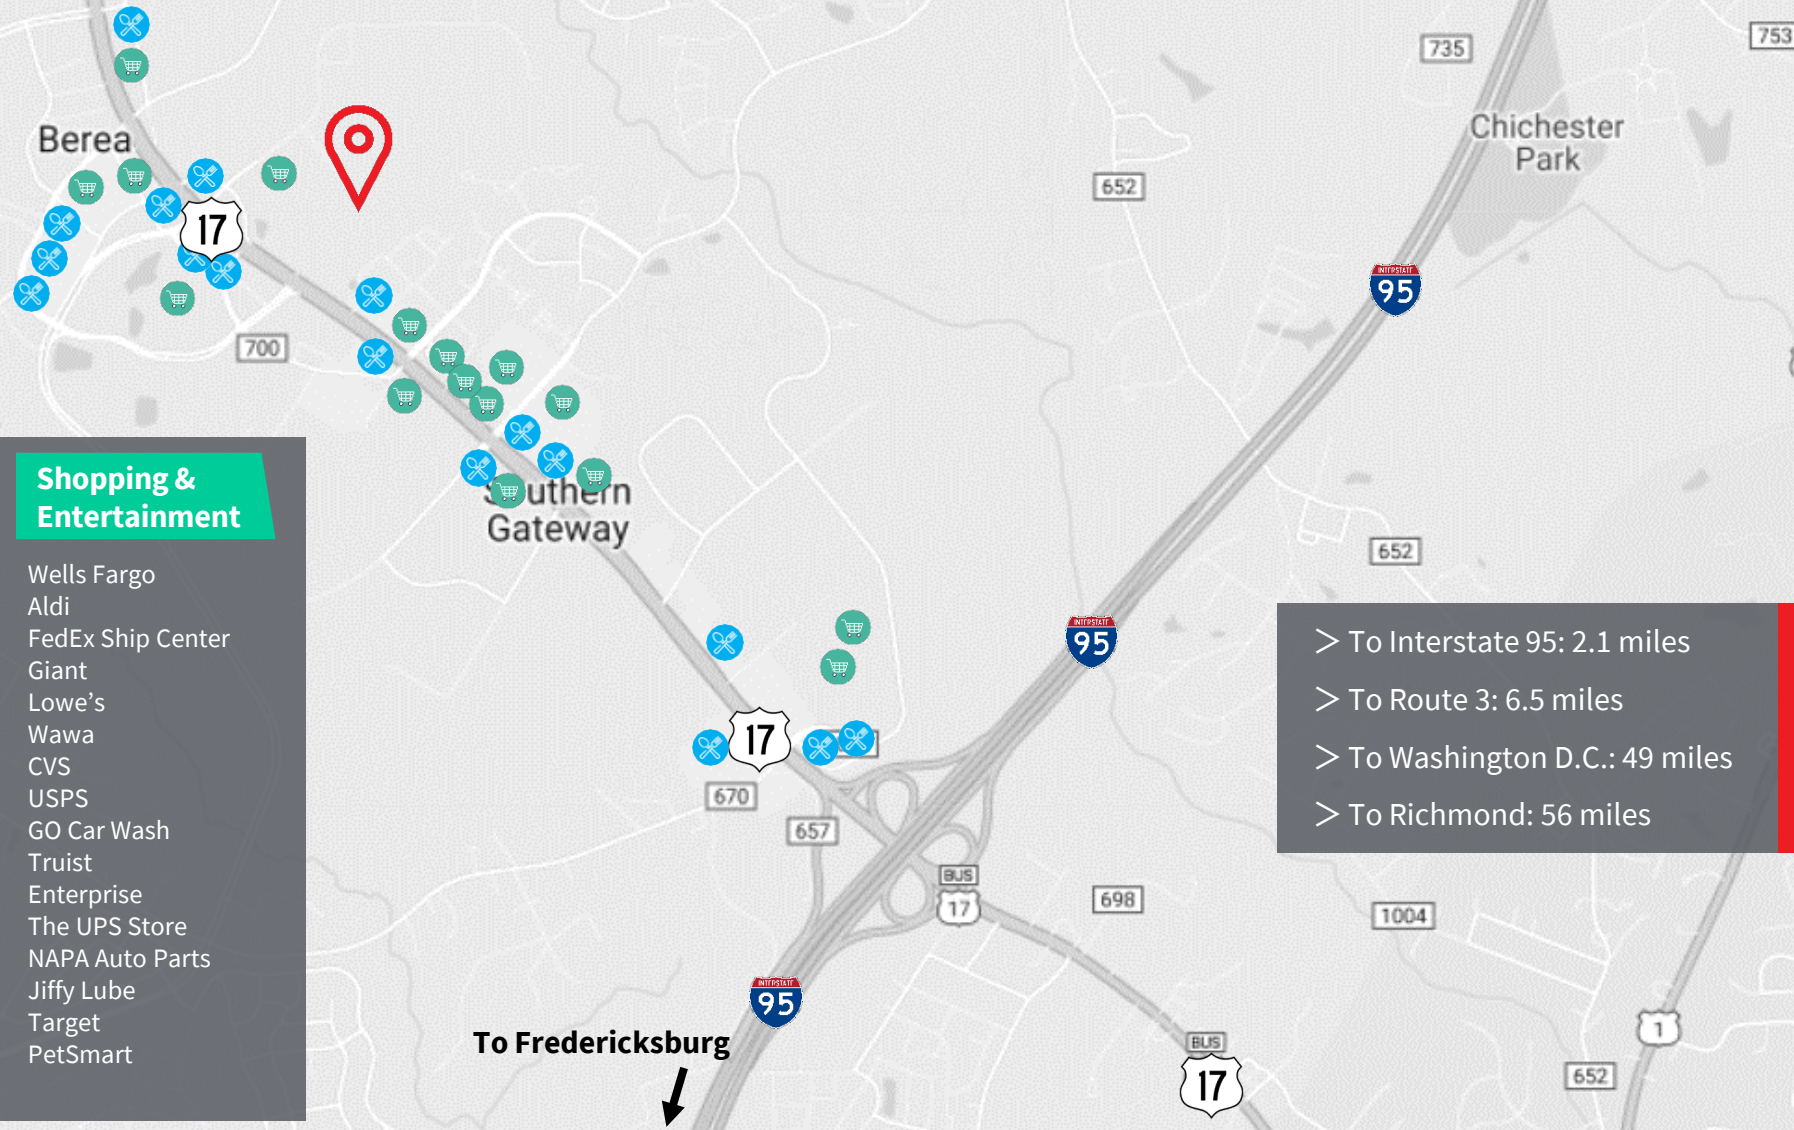 735
753
Berea
Chichester
Park
652
17
INTERSTATE
95
700
Shopping &
Entertainment
Gateway
Wells Fargo
Aldi
FedEx Ship Center
Giant
Lowe's
Wawa
CVS
USPS
GO Car Wash
Truist
Enterprise
The UPS Store
NAPA Auto Parts
Jiffy Lube
Target
PetSmart
652
INTERSTATE
95
> To Interstate 95: 2.1 miles
> To Route 3: 6.5 miles
> To Washington D.C.: 49 miles
> To Richmond: 56 miles
17
670
657
BUS
17
698
1004
INTERSTATE
95
To Fredericksburg
1
BUS
17
652